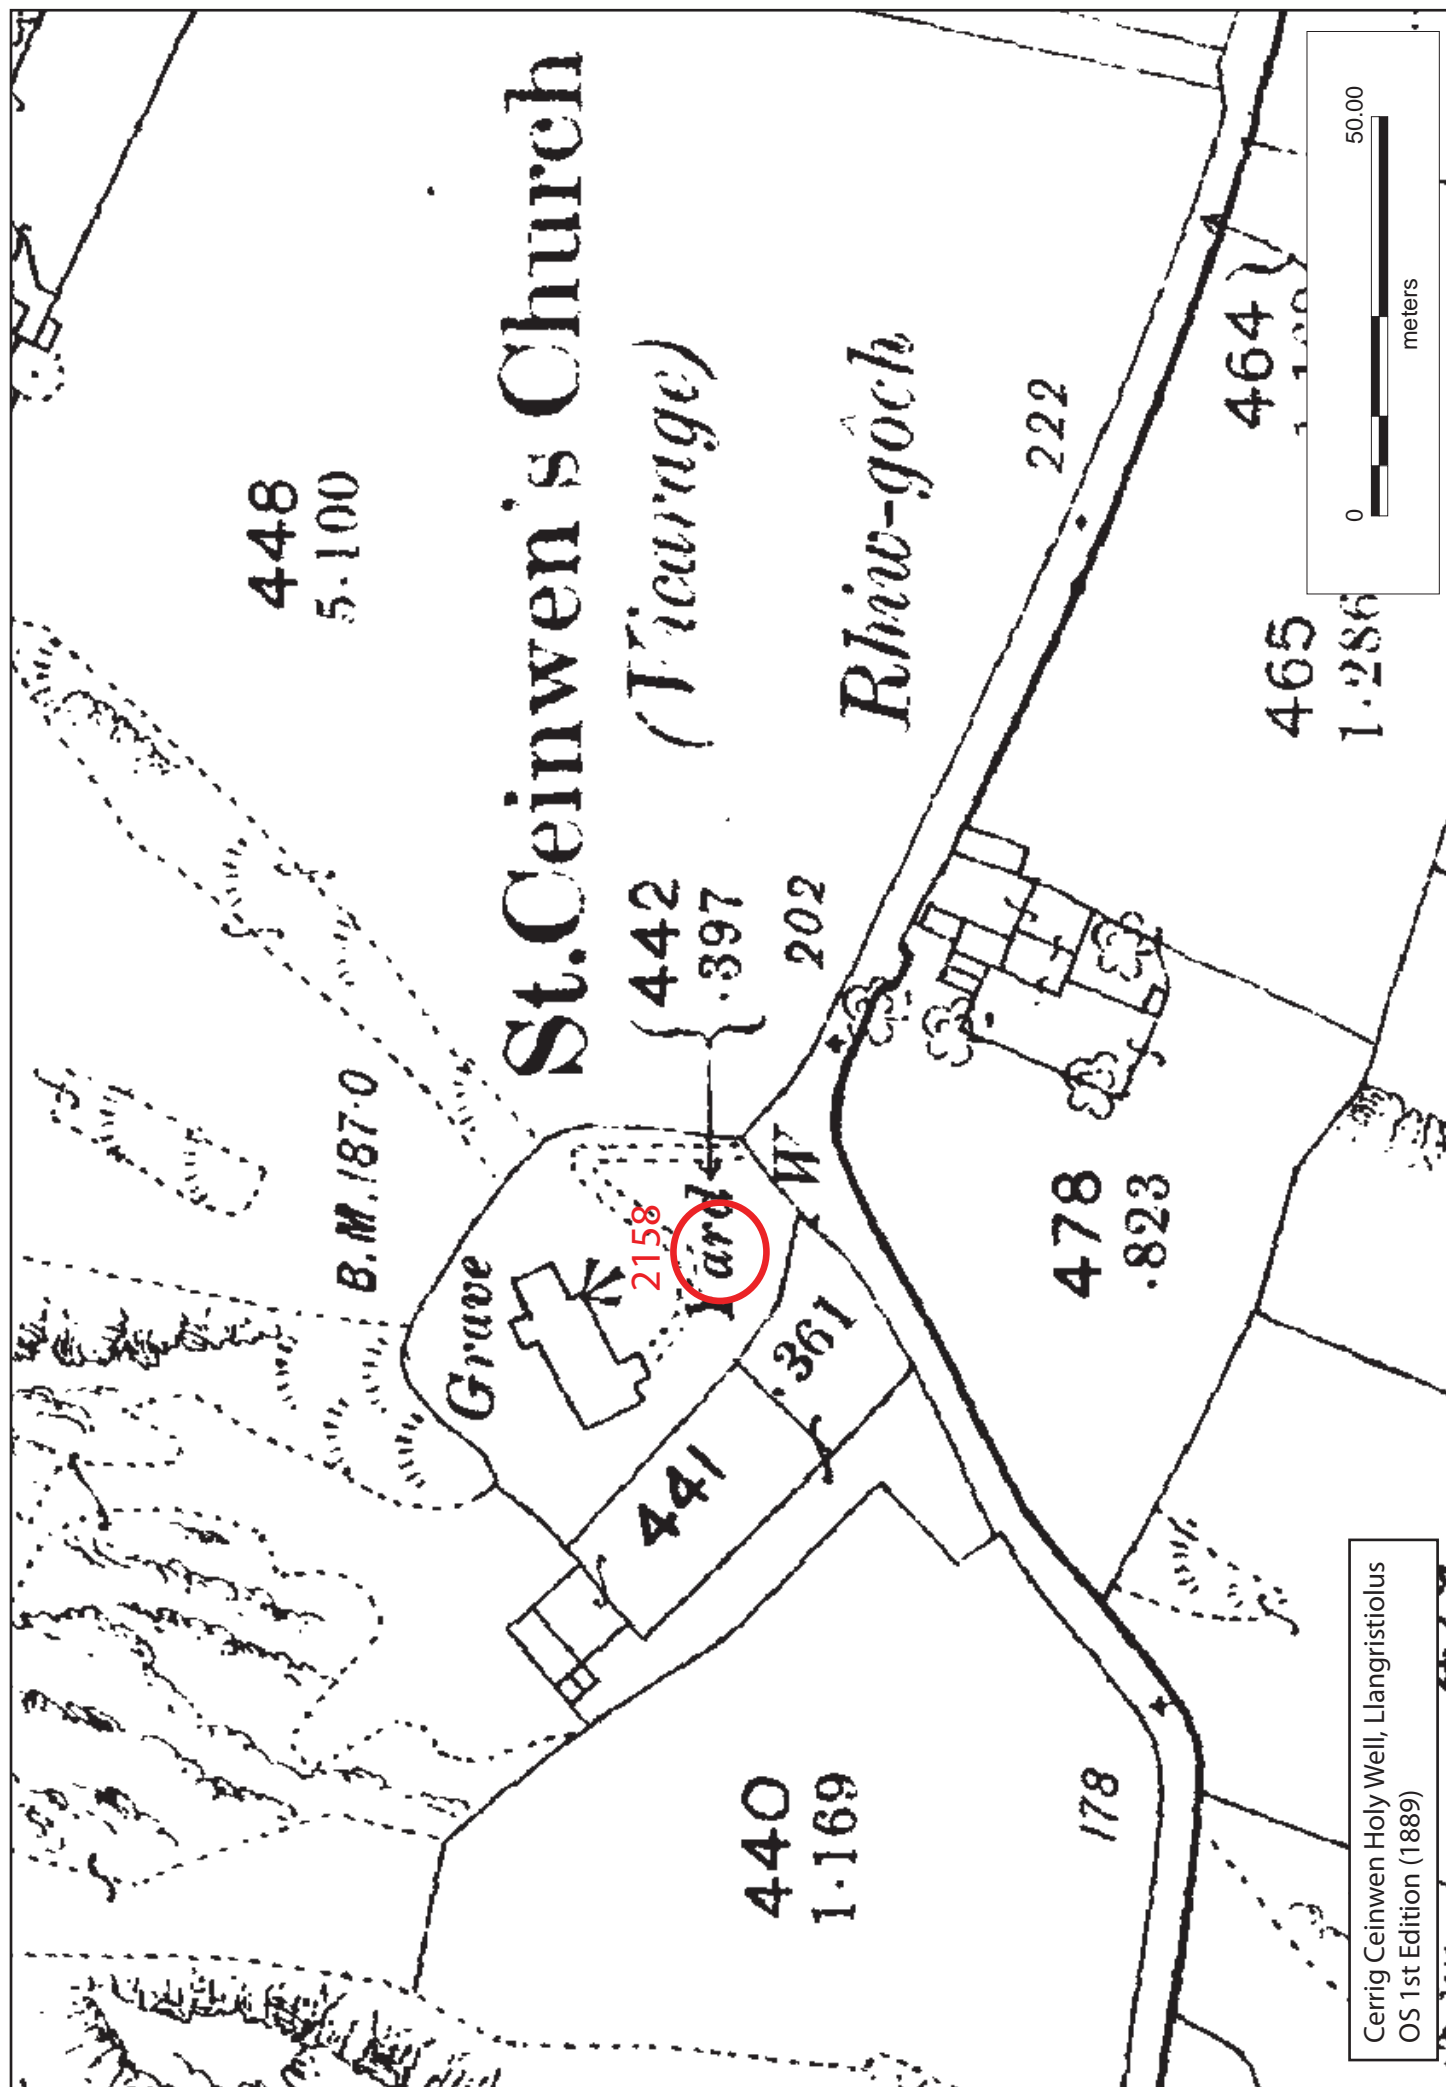 448
5·100
St. Ceinwen's Church
(Vicarage)
Rhiw-gôch
B.M.187·0
442
·397
202
222
Grave
Yard
2158
W
441
·361
440
1·169
178
478
·823
465
1·286
464
0
50.00
meters
Cerrig Ceinwen Holy Well, Llangristiolus
OS 1st Edition (1889)